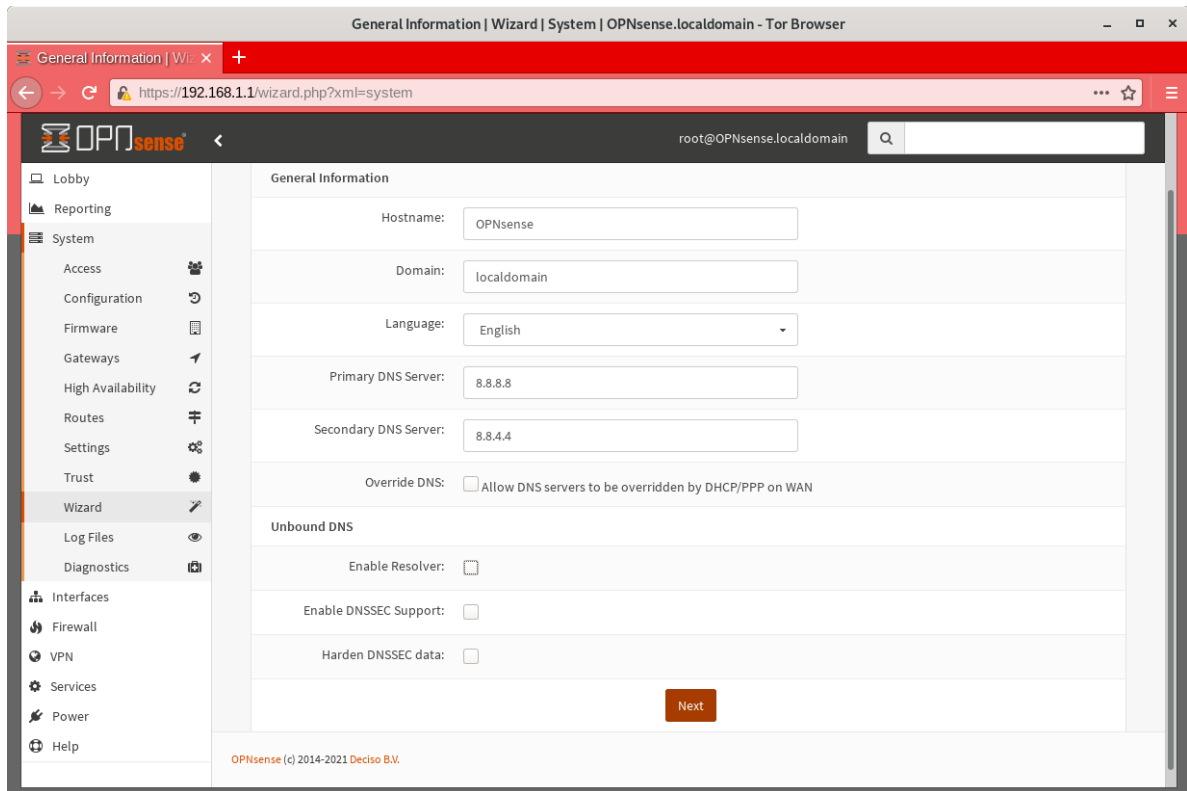 General Information | Wizard | System | OPNsense.localdomain - Tor Browser
General Information | Wiz
https://192.168.1.1/wizard.php?xml=system
OPNsense
root@OPNsense.localdomain
Lobby
Reporting
System
Access
Configuration
Firmware
Gateways
High Availability
Routes
Settings
Trust
Wizard
Log Files
Diagnostics
Interfaces
Firewall
VPN
Services
Power
Help
General Information
Hostname: OPNsense
Domain: localdomain
Language: English
Primary DNS Server: 8.8.8.8
Secondary DNS Server: 8.8.4.4
Override DNS: Allow DNS servers to be overridden by DHCP/PPP on WAN
Unbound DNS
Enable Resolver:
Enable DNSSEC Support:
Harden DNSSEC data:
Next
OPNsense (c) 2014-2021 Deciso B.V.